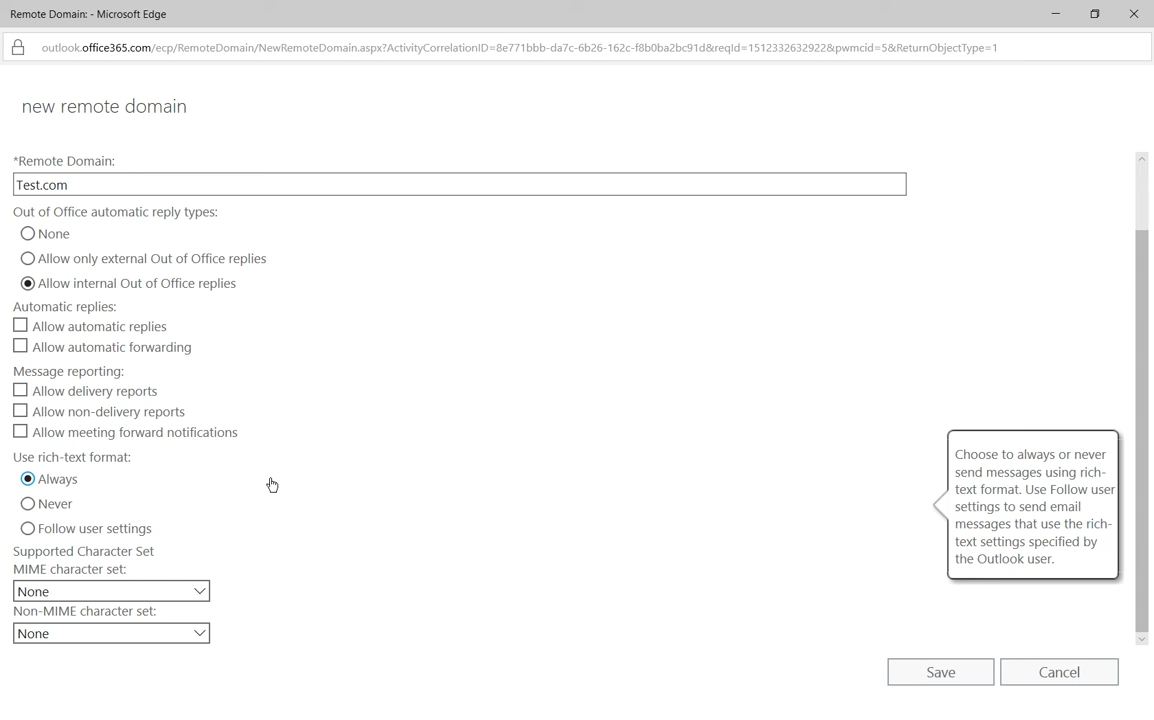 Remote Domain: - Microsoft Edge
outlook.office365.com/ecp/RemoteDomain/NewRemoteDomain.aspx?ActivityCorrelationID=8e771bbb-da7c-6b26-162c-f8b0ba2bc91d&reqId=1512332632922&pwmcid=5&ReturnObjectType=1
new remote domain
*Remote Domain:
Test.com
Out of Office automatic reply types:
None
Allow only external Out of Office replies
Allow internal Out of Office replies
Automatic replies:
Allow automatic replies
Allow automatic forwarding
Message reporting:
Allow delivery reports
Allow non-delivery reports
Allow meeting forward notifications
Use rich-text format:
Always
Never
Follow user settings
Supported Character Set
MIME character set:
None
Non-MIME character set:
None
Choose to always or never
send messages using rich-
text format. Use Follow user
settings to send email
messages that use the rich-
text settings specified by
the Outlook user.
Save
Cancel